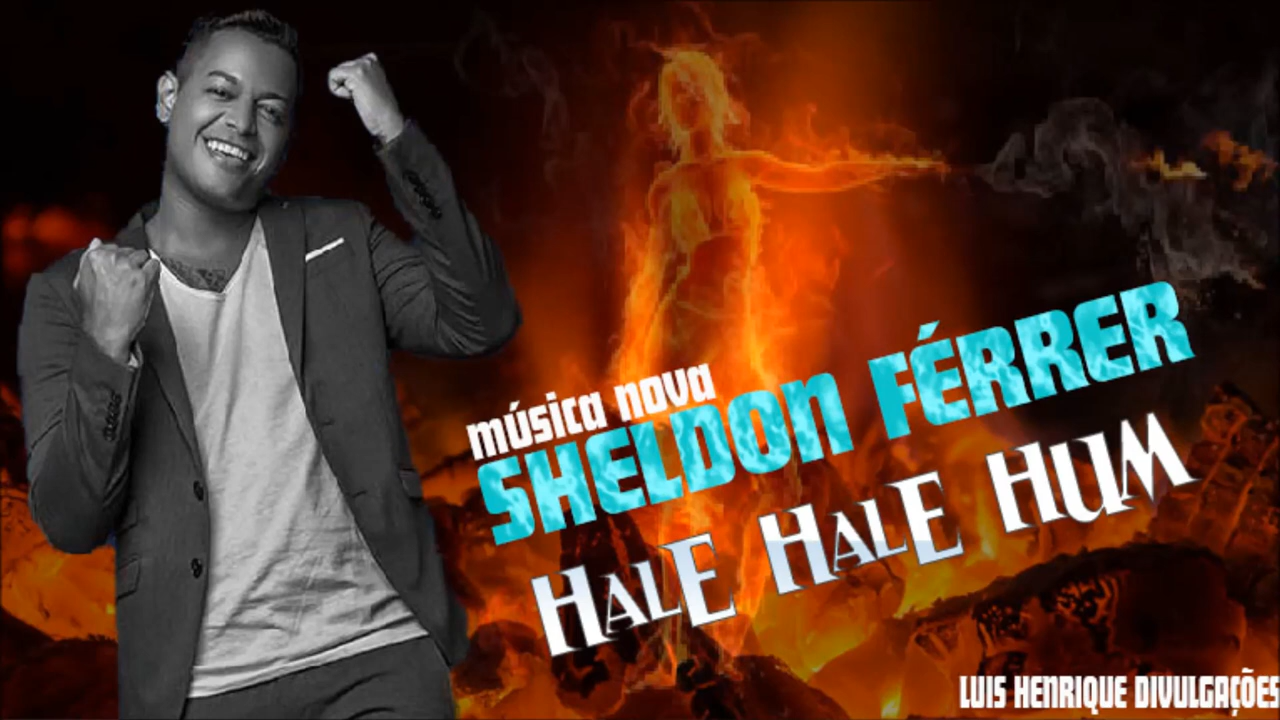 música nova
SHELDON FÉRRER
HALE HALE HUM
LUIS HENRIQUE DIVULGAÇÕES